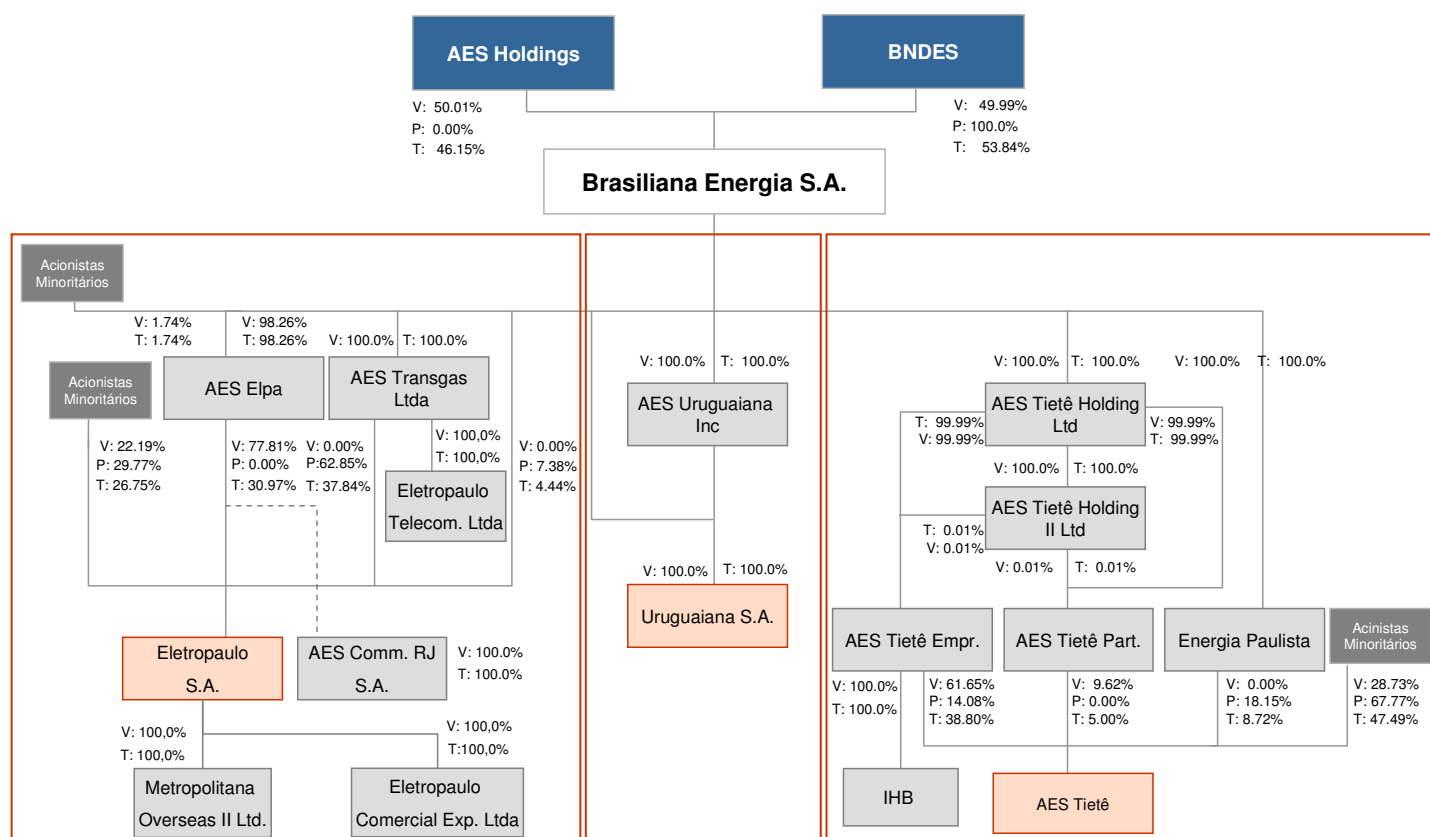 AES Holdings
BNDES
V: 50.01%
P: 0.00%
T: 46.15%
V: 49.99%
P: 100.0%
T: 53.84%
Brasiliana Energia S.A.
Acionistas
Minoritários
V: 1.74%
T: 1.74%
V: 98.26%
T: 98.26%
V: 100.0%
T: 100.0%
Acionistas
Minoritários
AES Elpa
AES Transgas
Ltda
V: 22.19%
P: 29.77%
T: 26.75%
V: 77.81%
P: 0.00%
T: 30.97%
V: 0.00%
P:62.85%
T: 37.84%
V: 100,0%
T: 100,0%
V: 0.00%
P: 7.38%
T: 4.44%
Eletropaulo
Telecom. Ltda
Eletropaulo
S.A.
AES Comm. RJ
S.A.
V: 100.0%
T: 100.0%
V: 100,0%
T: 100,0%
V: 100,0%
T:100,0%
Metropolitana
Overseas II Ltd.
Eletropaulo
Comercial Exp. Ltda
V: 100.0%
T: 100.0%
AES Uruguaiana
Inc
V: 100.0%
T: 100.0%
Uruguaiana S.A.
V: 100.0%
T: 100.0%
V: 100.0%
T: 100.0%
AES Tietê Holding
Ltd
T: 99.99%
V: 99.99%
V: 99.99%
T: 99.99%
V: 100.0%
T: 100.0%
AES Tietê Holding
II Ltd
T: 0.01%
V: 0.01%
V: 0.01%
T: 0.01%
AES Tietê Empr.
AES Tietê Part.
Energia Paulista
Acinistas
Minoritários
V: 100.0%
T: 100.0%
V: 61.65%
P: 14.08%
T: 38.80%
V: 9.62%
P: 0.00%
T: 5.00%
V: 0.00%
P: 18.15%
T: 8.72%
V: 28.73%
P: 67.77%
T: 47.49%
IHB
AES Tietê